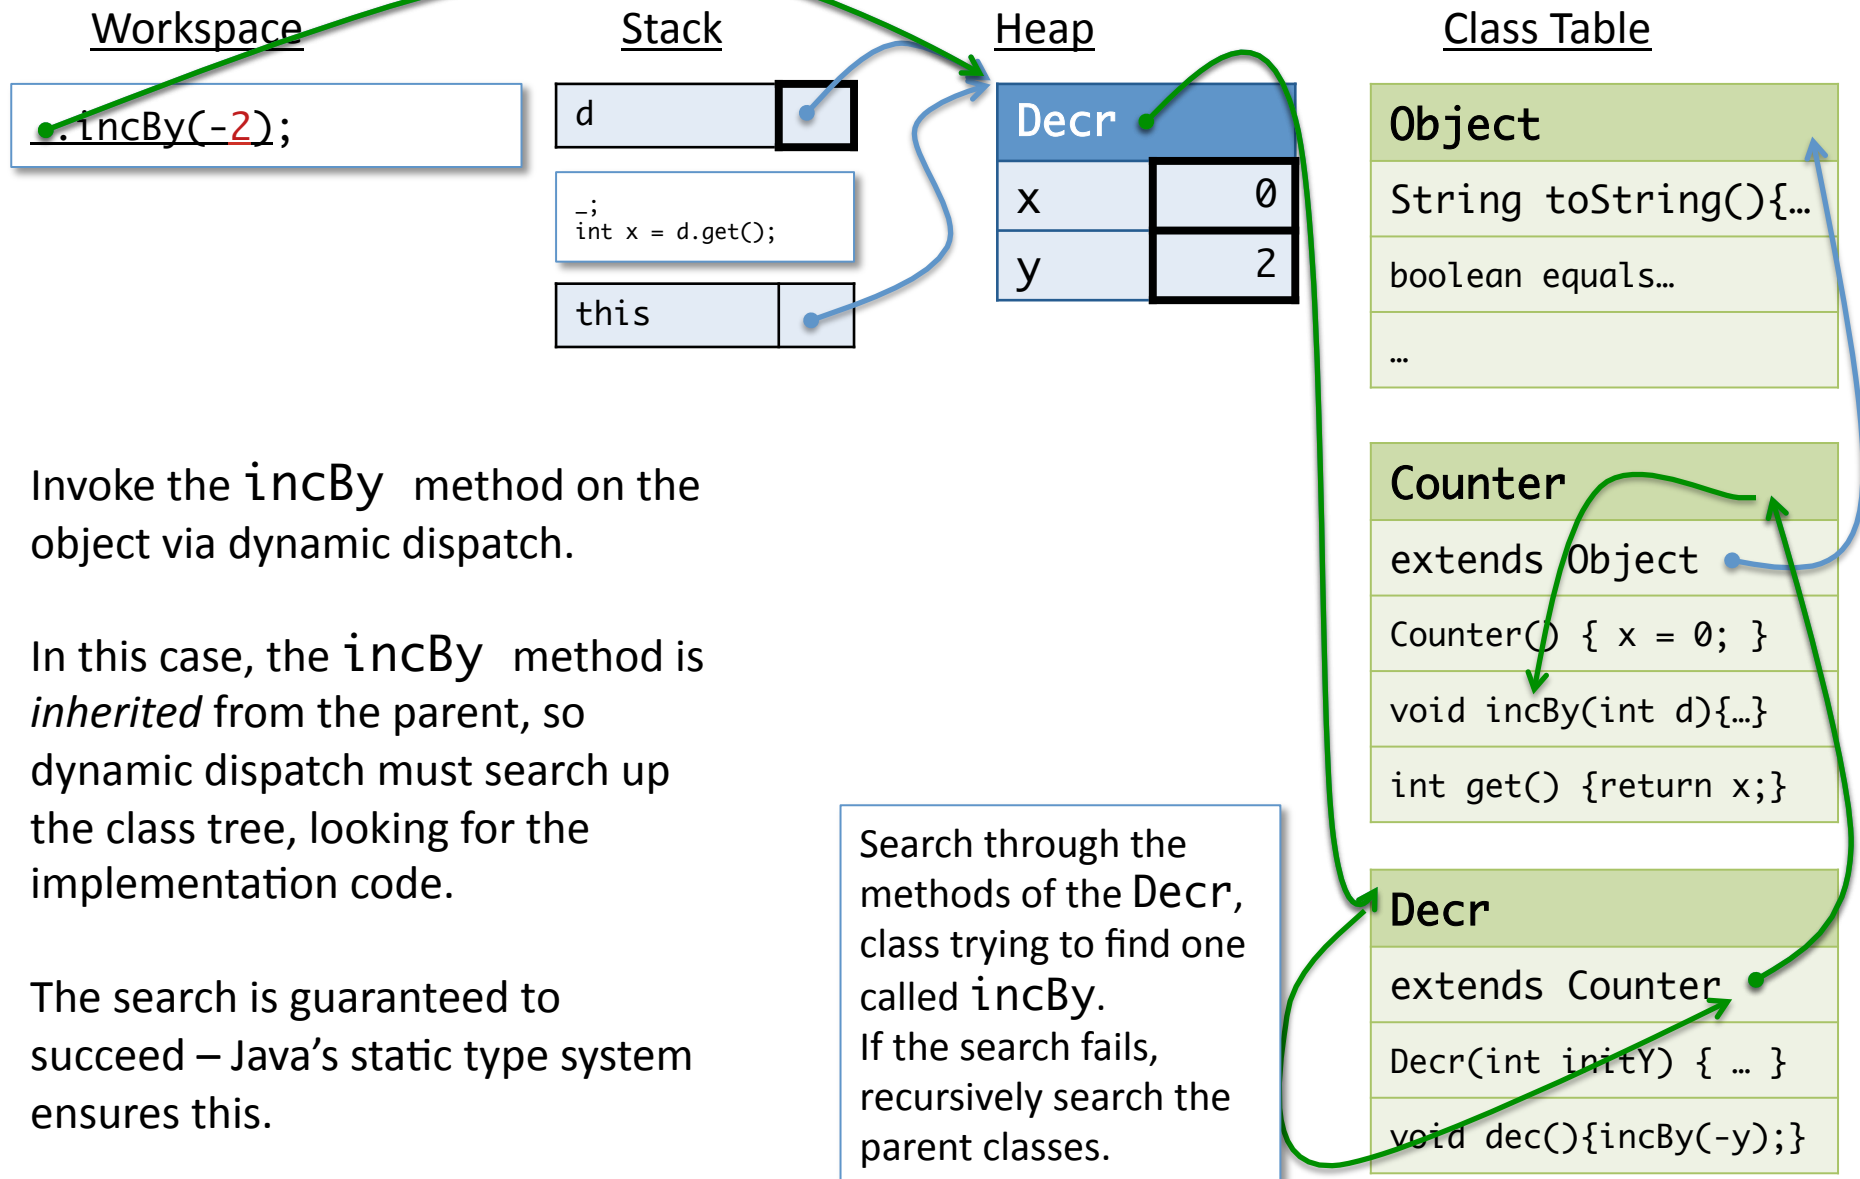 Workspace
Stack
Heap
Class Table
.incBy(-2);
d
_;
int x = d.get();
this
Decr
x 0
y 2
Object
String toString(){…
boolean equals…
…
Counter
extends Object
Counter() { x = 0; }
void incBy(int d){…}
int get() {return x;}
Decr
extends Counter
Decr(int initY) { … }
void dec(){incBy(-y);}
Invoke the incBy method on the
object via dynamic dispatch.
In this case, the incBy method is
inherited from the parent, so
dynamic dispatch must search up
the class tree, looking for the
implementation code.
The search is guaranteed to
succeed – Java’s static type system
ensures this.
Search through the
methods of the Decr,
class trying to find one
called incBy.
If the search fails,
recursively search the
parent classes.